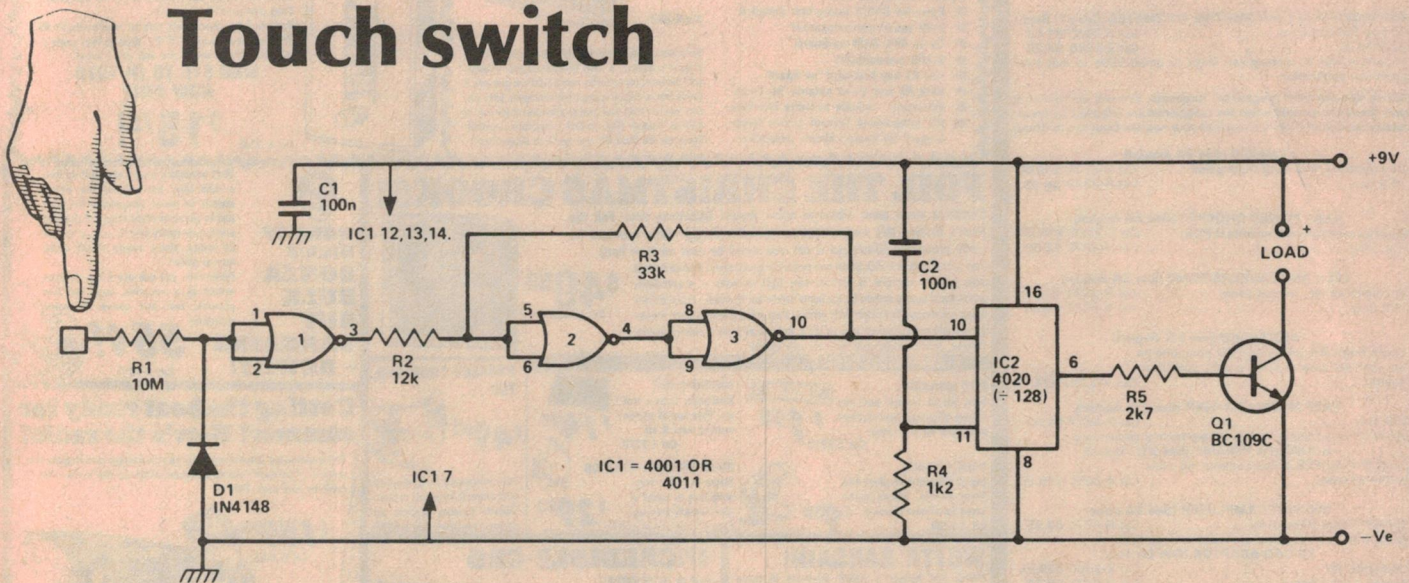 Touch switch
+9V
C1
100n
IC1 12,13,14.
R3
33k
C2
100n
+
LOAD
1
2
1
3
R1
10M
R2
12k
5
6
2
4
8
9
3
10
10
16
IC2
4020
(÷ 128)
6
11
8
R5
2k7
Q1
BC109C
D1
IN4148
IC1 7
IC1 = 4001 OR
4011
R4
1k2
−Ve